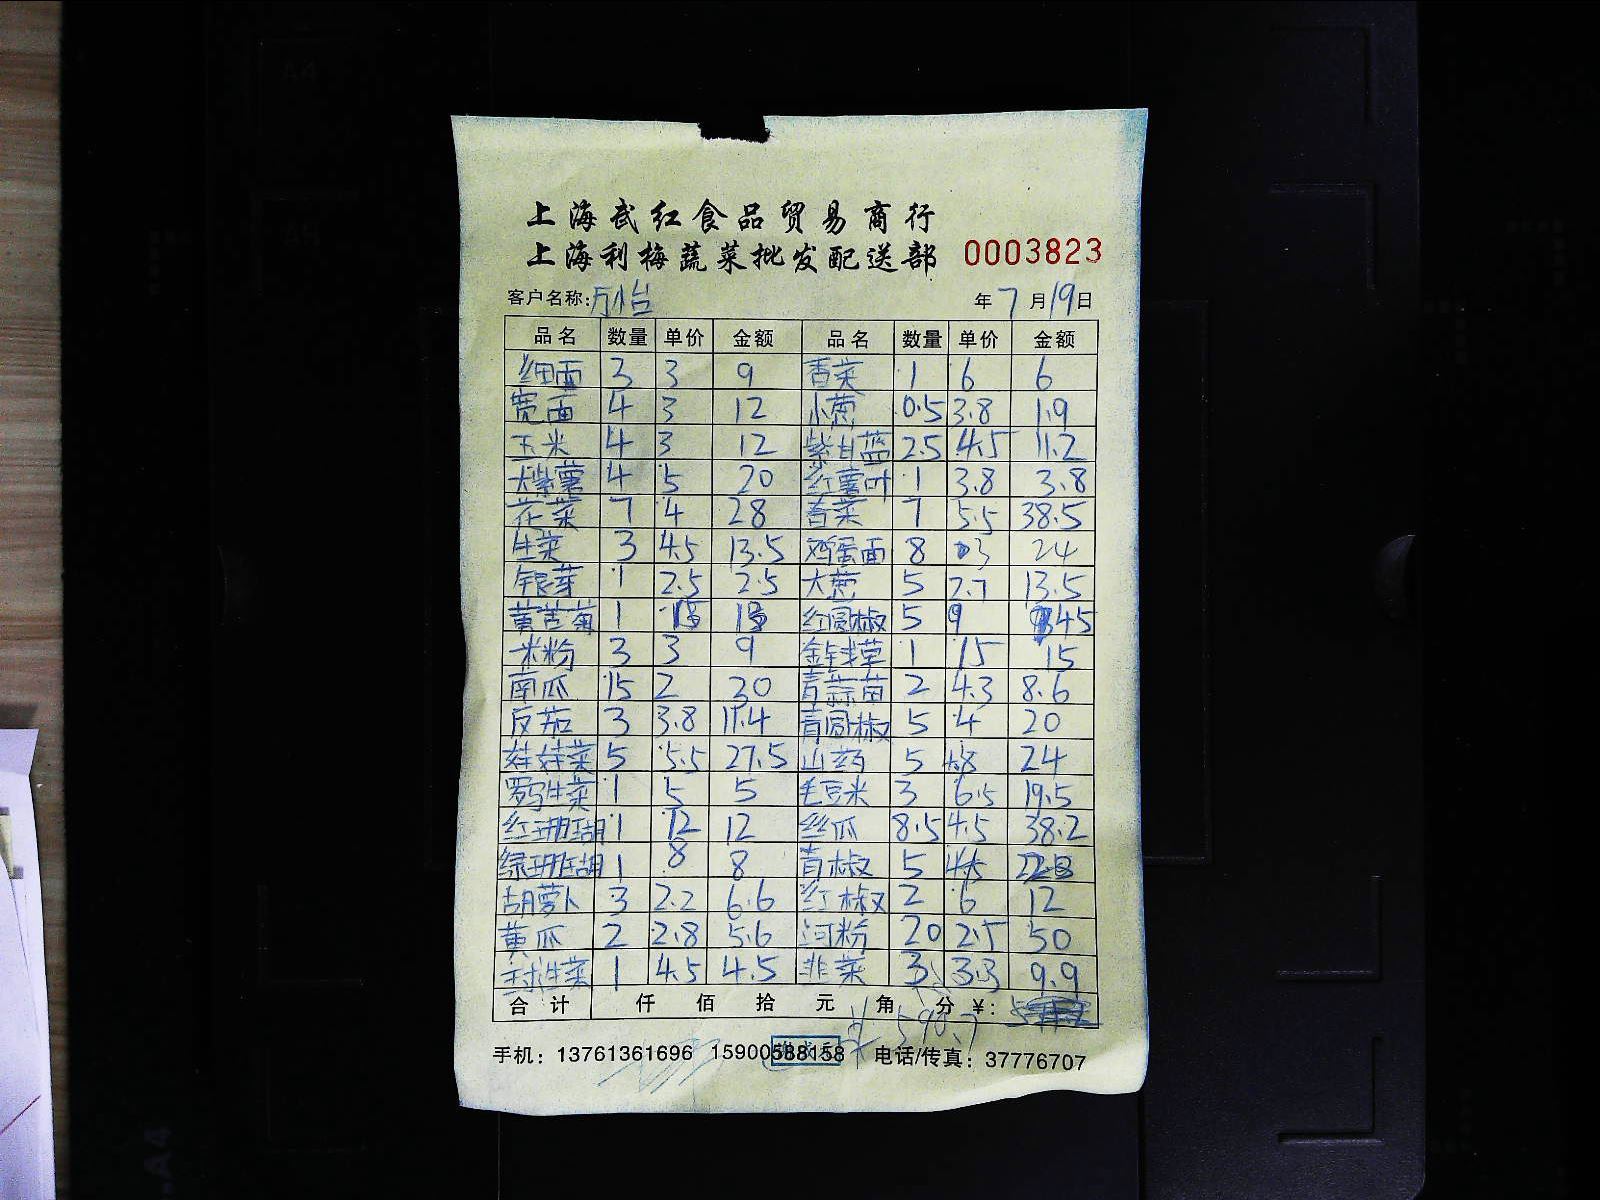 上海武红食品贸易商行
上海利梅蔬菜批发配送部 0003823
客户名称:万怡 年7月19日
品名 数量 单价 金额 品名 数量 单价 金额
细面 3 3 9 香菜 1 6 6
宽面 4 3 12 小葱 0.5 3.8 1.9
玉米 4 3 12 紫甘蓝 2.5 4.5 11.2
大紫薯 4 5 20 红薯叶 1 3.8 3.8
花菜 7 4 28 3.8 7 5.5 38.5
生菜 3 4.5 13.5 鸡蛋面 8 3 24
银芽 1 2.5 2.5 大葱 5 2.7 13.5
黄苦菊 1 15 15 红圆椒 5 9 45
米粉 3 3 9 金钱草 1 15 15
南瓜 15 2 30 青蒜苗 2 4.3 8.6
反茄 3 3.8 11.4 青圆椒 5 4 20
娃娃菜 5 5.5 27.5 山药 5 4.8 24
罗马生菜 1 5 5 毛豆米 3 6.5 19.5
红珊瑚 1 12 12 丝瓜 8.5 4.5 38.2
绿珊瑚 1 8 8 青椒 5
胡萝卜 3 2.2 6.6 红椒 2 6 12
黄瓜 2 2.8 5.6 河粉 20 2.5 50
球生菜 1 4.5 4.5 韭菜 3 3.3 9.9
合计 仟 佰 拾 元 角 分 ¥:
590.7
手机：13761361696 15900588158 电话/传真：37776707